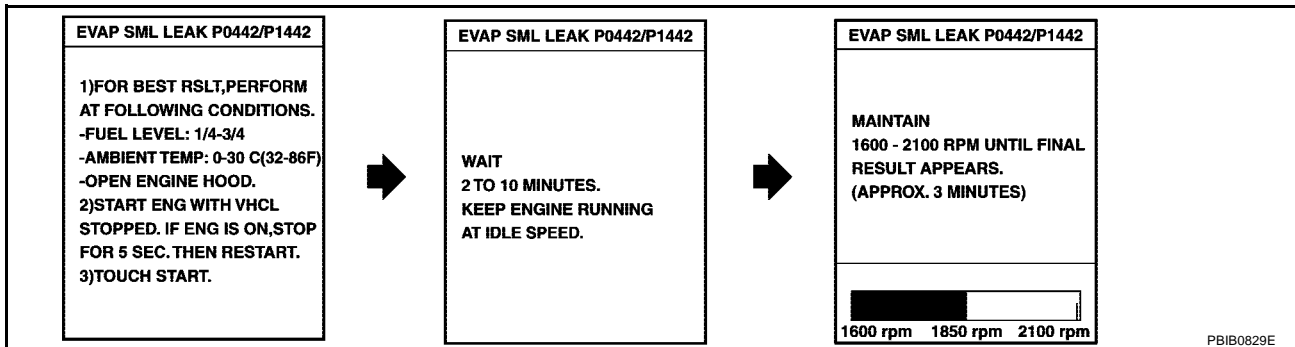 EVAP SML LEAK P0442/P1442
1)FOR BEST RSLT,PERFORM
AT FOLLOWING CONDITIONS.
-FUEL LEVEL: 1/4-3/4
-AMBIENT TEMP: 0-30 C(32-86F)
-OPEN ENGINE HOOD.
2)START ENG WITH VHCL
STOPPED. IF ENG IS ON,STOP
FOR 5 SEC. THEN RESTART.
3)TOUCH START.
EVAP SML LEAK P0442/P1442
WAIT
2 TO 10 MINUTES.
KEEP ENGINE RUNNING
AT IDLE SPEED.
EVAP SML LEAK P0442/P1442
MAINTAIN
1600 - 2100 RPM UNTIL FINAL
RESULT APPEARS.
(APPROX. 3 MINUTES)
1600 rpm 1850 rpm 2100 rpm
PBIB0829E